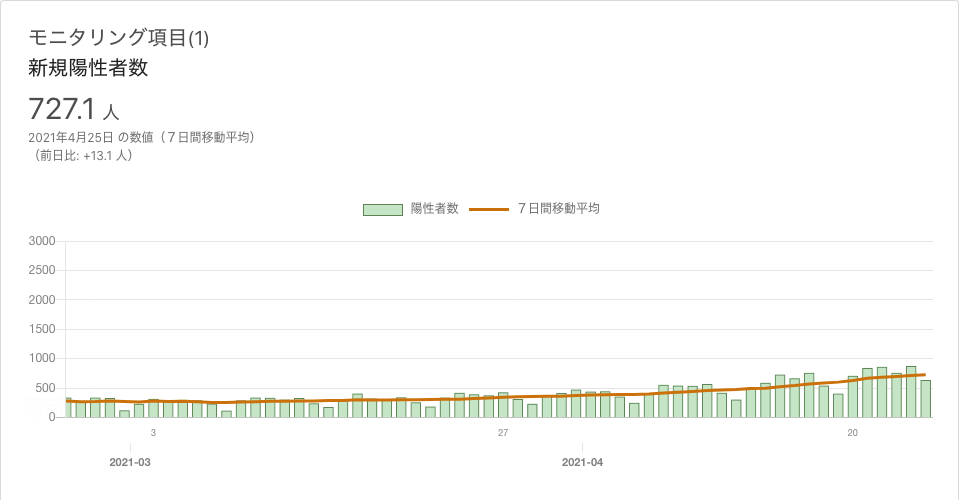 モニタリング項目(1)
新規陽性者数
727.1 人
2021年4月25日 の数値（７日間移動平均）
（前日比: +13.1 人）
陽性者数 ７日間移動平均
3000
2500
2000
1500
1000
500
0
3 27 20
2021-03 2021-04